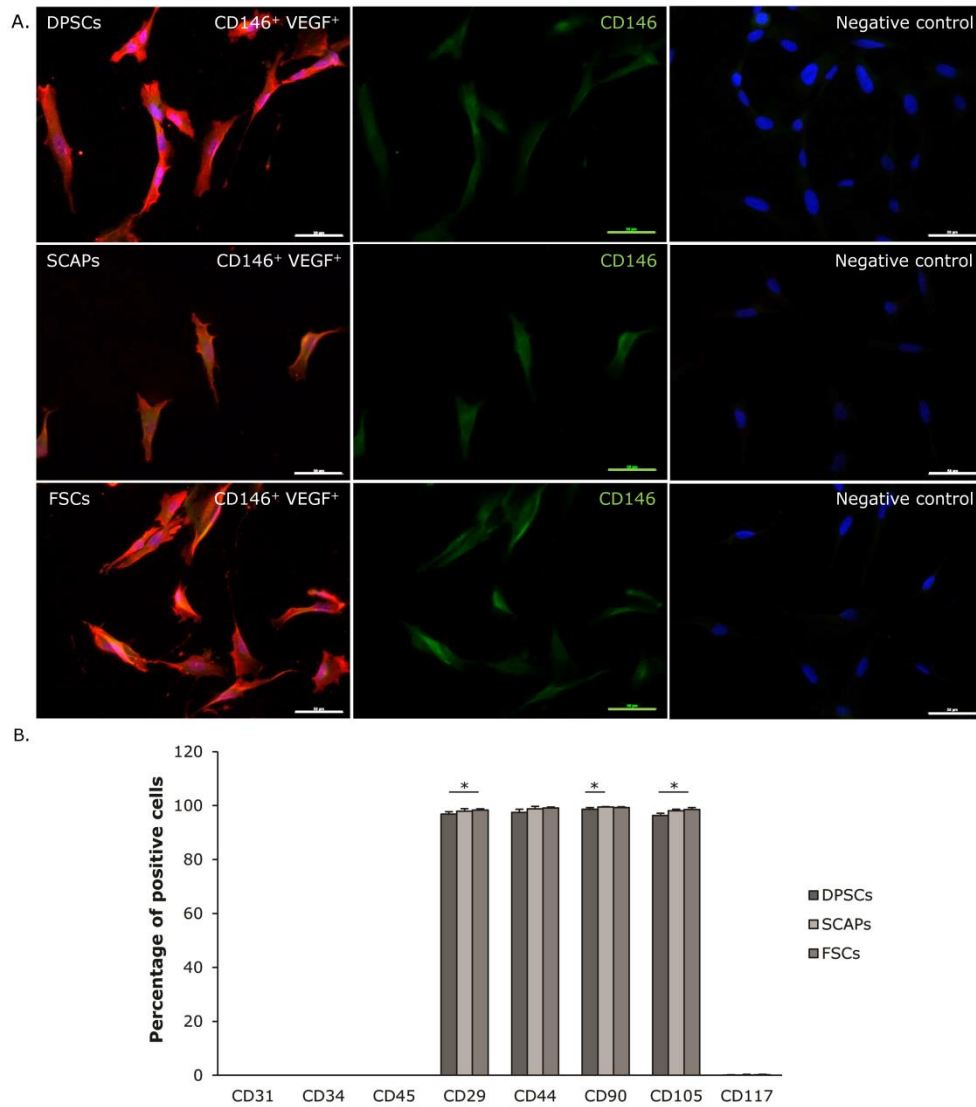 A.
DPSCs CD146⁺ VEGF⁺ CD146 Negative control
SCAPs CD146⁺ VEGF⁺ CD146 Negative control
FSCs CD146⁺ VEGF⁺ CD146 Negative control
B.
Percentage of positive cells
120
100
80
60
40
20
0
* * *
CD31 CD34 CD45 CD29 CD44 CD90 CD105 CD117
DPSCs
SCAPs
FSCs